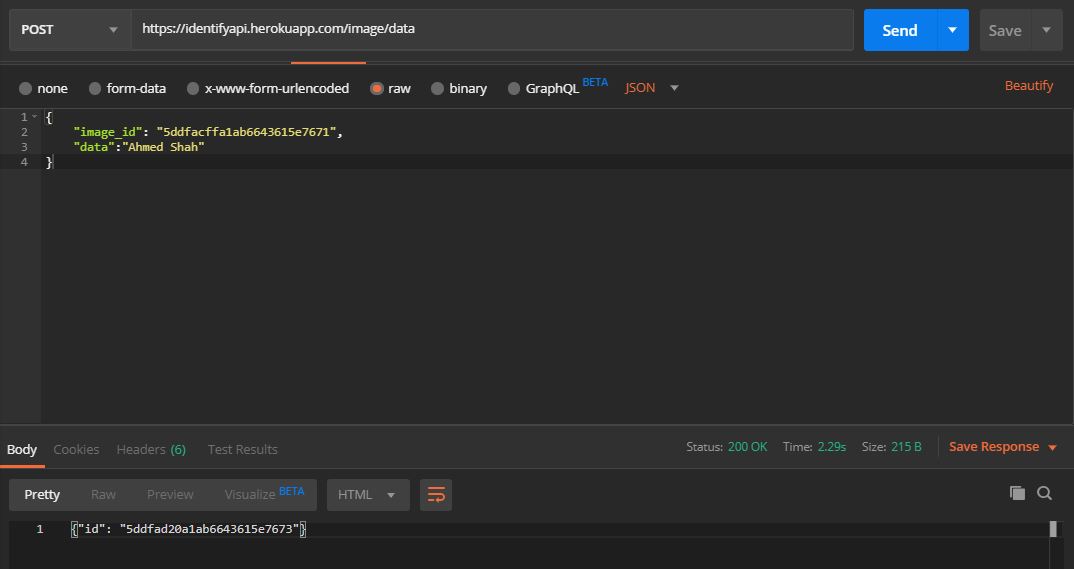 POST https://identifyapi.herokuapp.com/image/data Send Save
none form-data x-www-form-urlencoded raw binary GraphQL BETA JSON Beautify
1 {
2 "image_id": "5ddfacffa1ab6643615e7671",
3 "data":"Ahmed Shah"
4 }
Body Cookies Headers (6) Test Results Status: 200 OK Time: 2.29s Size: 215 B Save Response
Pretty Raw Preview Visualize BETA HTML
1 {"id": "5ddfad20a1ab6643615e7673"}